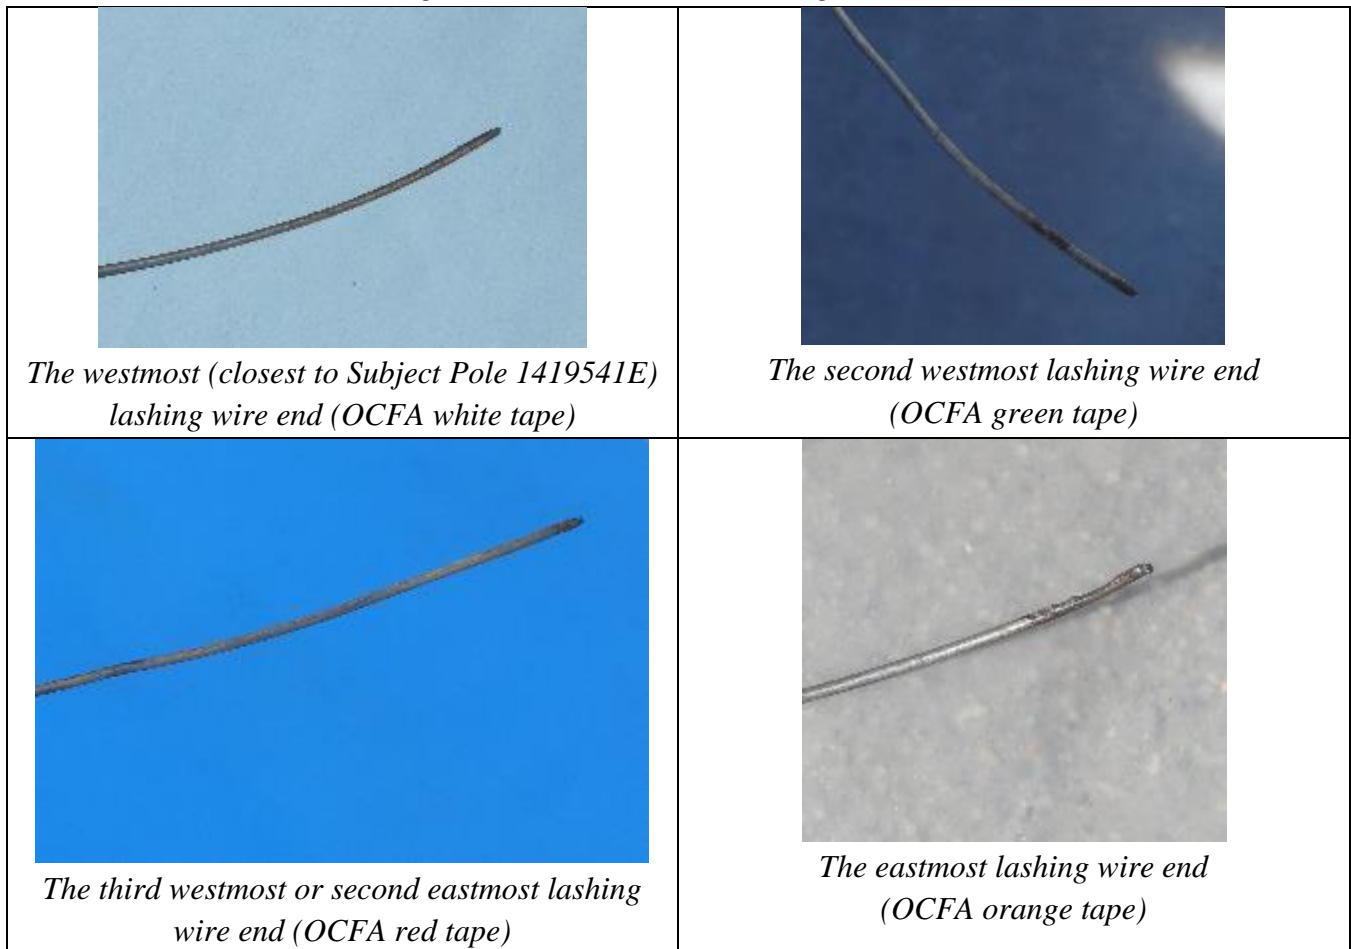 The westmost (closest to Subject Pole 1419541E)
lashing wire end (OCFA white tape)
The second westmost lashing wire end
(OCFA green tape)
The third westmost or second eastmost lashing
wire end (OCFA red tape)
The eastmost lashing wire end
(OCFA orange tape)